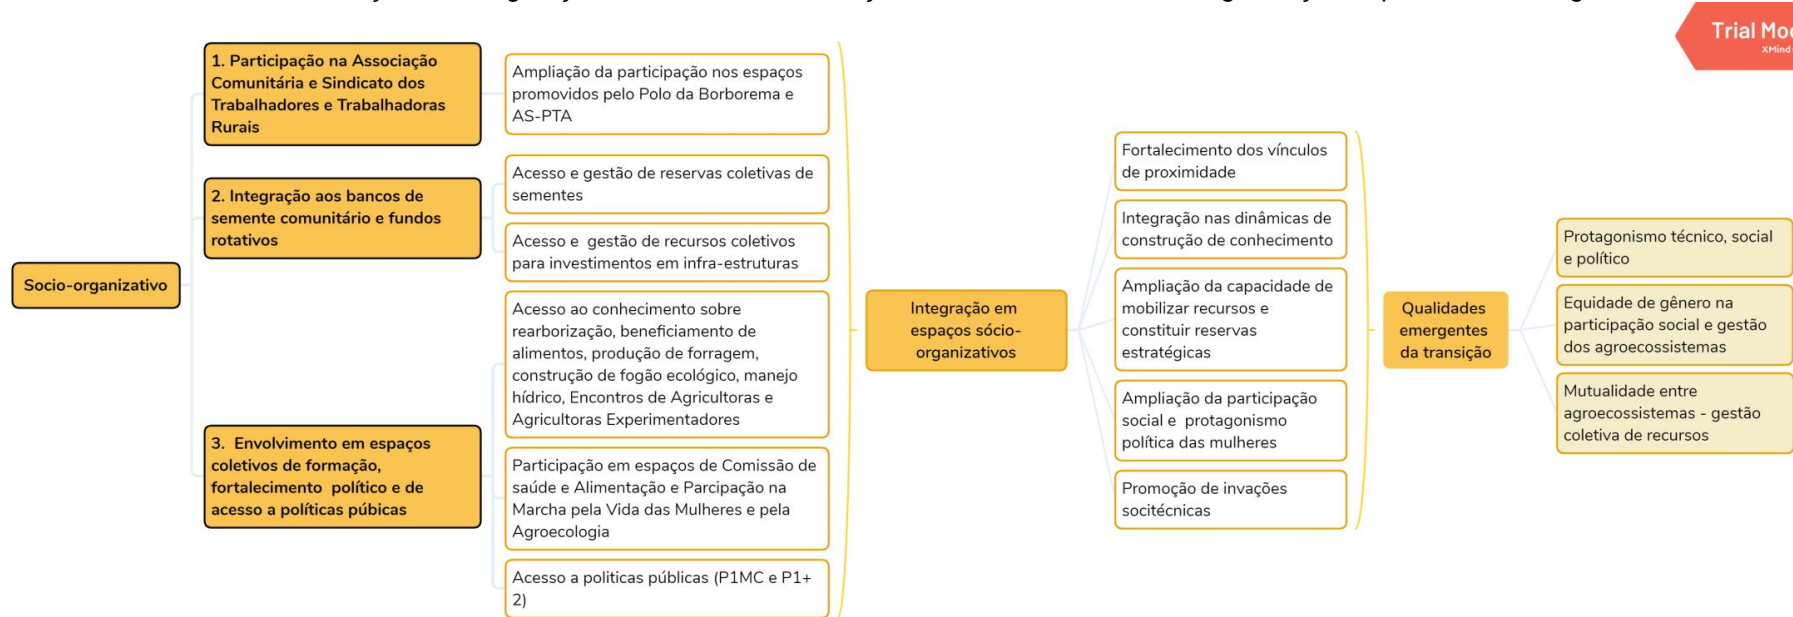 Trial Mo
XMind
1. Participação na Associação
Comunitária e Sindicato dos
Trabalhadores e Trabalhadoras
Rurais
Ampliação da participação nos espaços
promovidos pelo Polo da Borborema e
AS-PTA
2. Integração aos bancos de
semente comunitário e fundos
rotativos
Acesso e gestão de reservas coletivas de
sementes
Acesso e gestão de recursos coletivos
para investimentos em infra-estruturas
Socio-organizativo
3. Envolvimento em espaços
coletivos de formação,
fortalecimento político e de
acesso a políticas púbicas
Acesso ao conhecimento sobre
rearborização, beneficiamento de
alimentos, produção de forragem,
construção de fogão ecológico, manejo
hídrico, Encontros de Agricultoras e
Agricultoras Experimentadores
Participação em espaços de Comissão de
saúde e Alimentação e Parcipação na
Marcha pela Vida das Mulheres e pela
Agroecologia
Acesso a politicas públicas (P1MC e P1+
2)
Integração em
espaços sócio-
organizativos
Fortalecimento dos vínculos
de proximidade
Integração nas dinâmicas de
construção de conhecimento
Ampliação da capacidade de
mobilizar recursos e
constituir reservas
estratégicas
Ampliação da participação
social e protagonismo
política das mulheres
Promoção de invações
socitécnicas
Qualidades
emergentes
da transição
Protagonismo técnico, social
e político
Equidade de gênero na
participação social e gestão
dos agroecossistemas
Mutualidade entre
agroecossistemas - gestão
coletiva de recursos